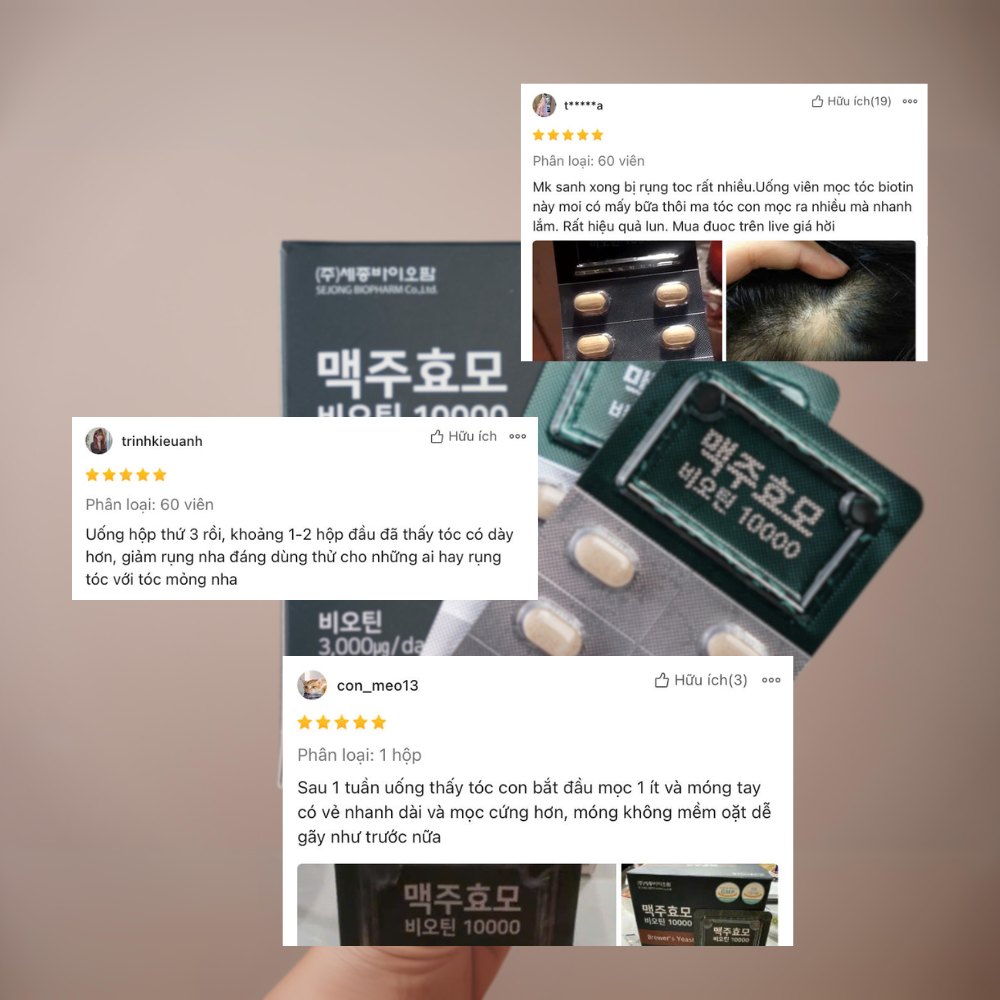 t*****a
Hữu ích(19)
Phân loại: 60 viên
Mk sanh xong bị rụng toc rất nhiều.Uống viên mọc tóc biotin
này moi có mấy bữa thôi ma tóc con mọc ra nhiều mà nhanh
lắm. Rất hiệu quả lun. Mua đuoc trên live giá hời
(주)세종바이오팜
SEJONG BIOPHARM Co.,Ltd.
맥주효모
비오틴 10000
맥주효모
비오틴 10000
trinhkieuanh
Hữu ích
Phân loại: 60 viên
Uống hộp thứ 3 rồi, khoảng 1-2 hộp đầu đã thấy tóc có dày
hơn, giảm rụng nha đáng dùng thử cho những ai hay rụng
tóc với tóc mỏng nha
비오틴
3,000μg/da
con_meo13
Hữu ích(3)
Phân loại: 1 hộp
Sau 1 tuần uống thấy tóc con bắt đầu mọc 1 ít và móng tay
có vẻ nhanh dài và mọc cứng hơn, móng không mềm oặt dễ
gãy như trước nữa
맥주효모
비오틴 10000
(주)세종바이오팜
맥주효모
비오틴 10000
Brewer's Yeast
GMP
맥주효모
비오틴 10000